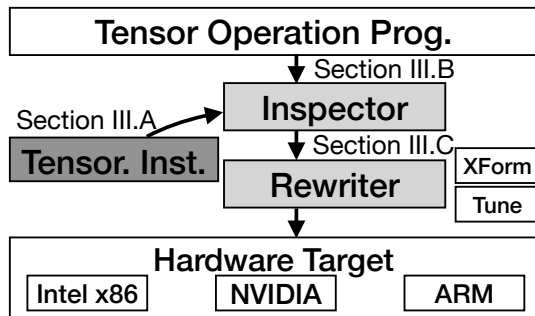 Tensor Operation Prog.
Section III.B
Inspector
Section III.A
Tensor. Inst.
Section III.C
Rewriter
XForm
Tune
Hardware Target
Intel x86
NVIDIA
ARM